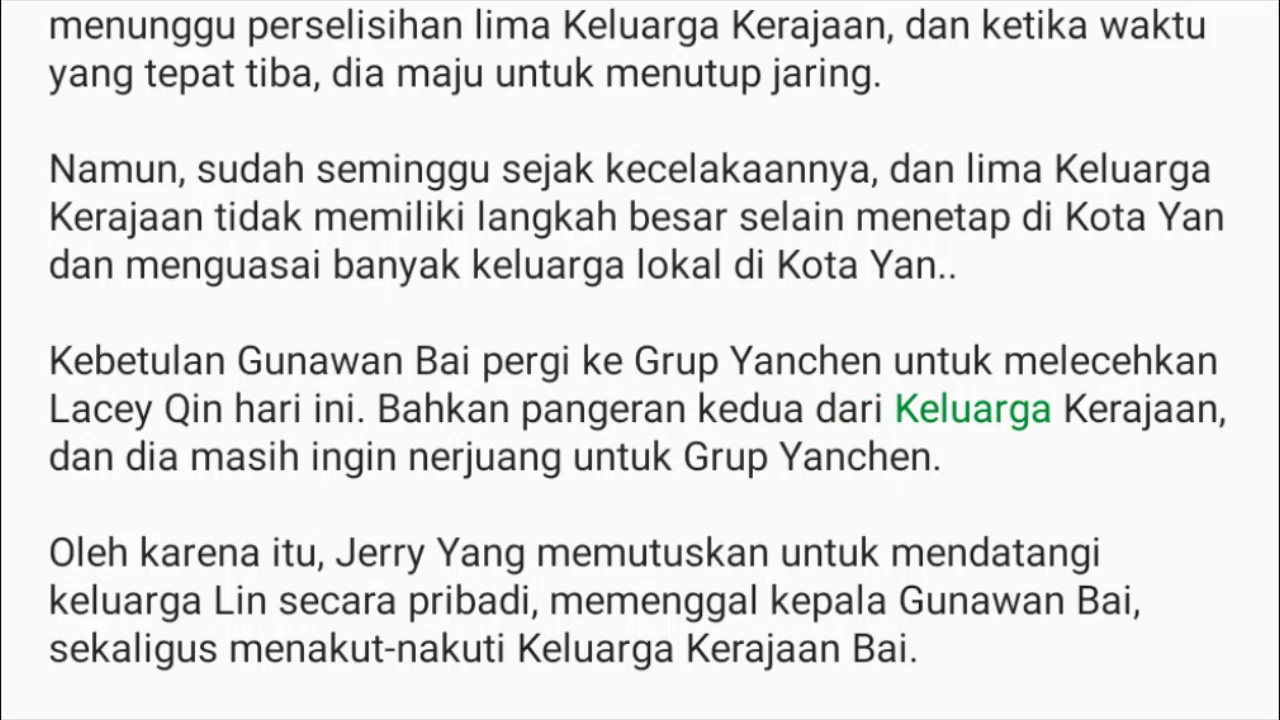 menunggu perselisihan lima Keluarga Kerajaan, dan ketika waktu
yang tepat tiba, dia maju untuk menutup jaring.
Namun, sudah seminggu sejak kecelakaannya, dan lima Keluarga
Kerajaan tidak memiliki langkah besar selain menetap di Kota Yan
dan menguasai banyak keluarga lokal di Kota Yan..
Kebetulan Gunawan Bai pergi ke Grup Yanchen untuk melecehkan
Lacey Qin hari ini. Bahkan pangeran kedua dari Keluarga Kerajaan,
dan dia masih ingin nerjuang untuk Grup Yanchen.
Oleh karena itu, Jerry Yang memutuskan untuk mendatangi
keluarga Lin secara pribadi, memenggal kepala Gunawan Bai,
sekaligus menakut-nakuti Keluarga Kerajaan Bai.